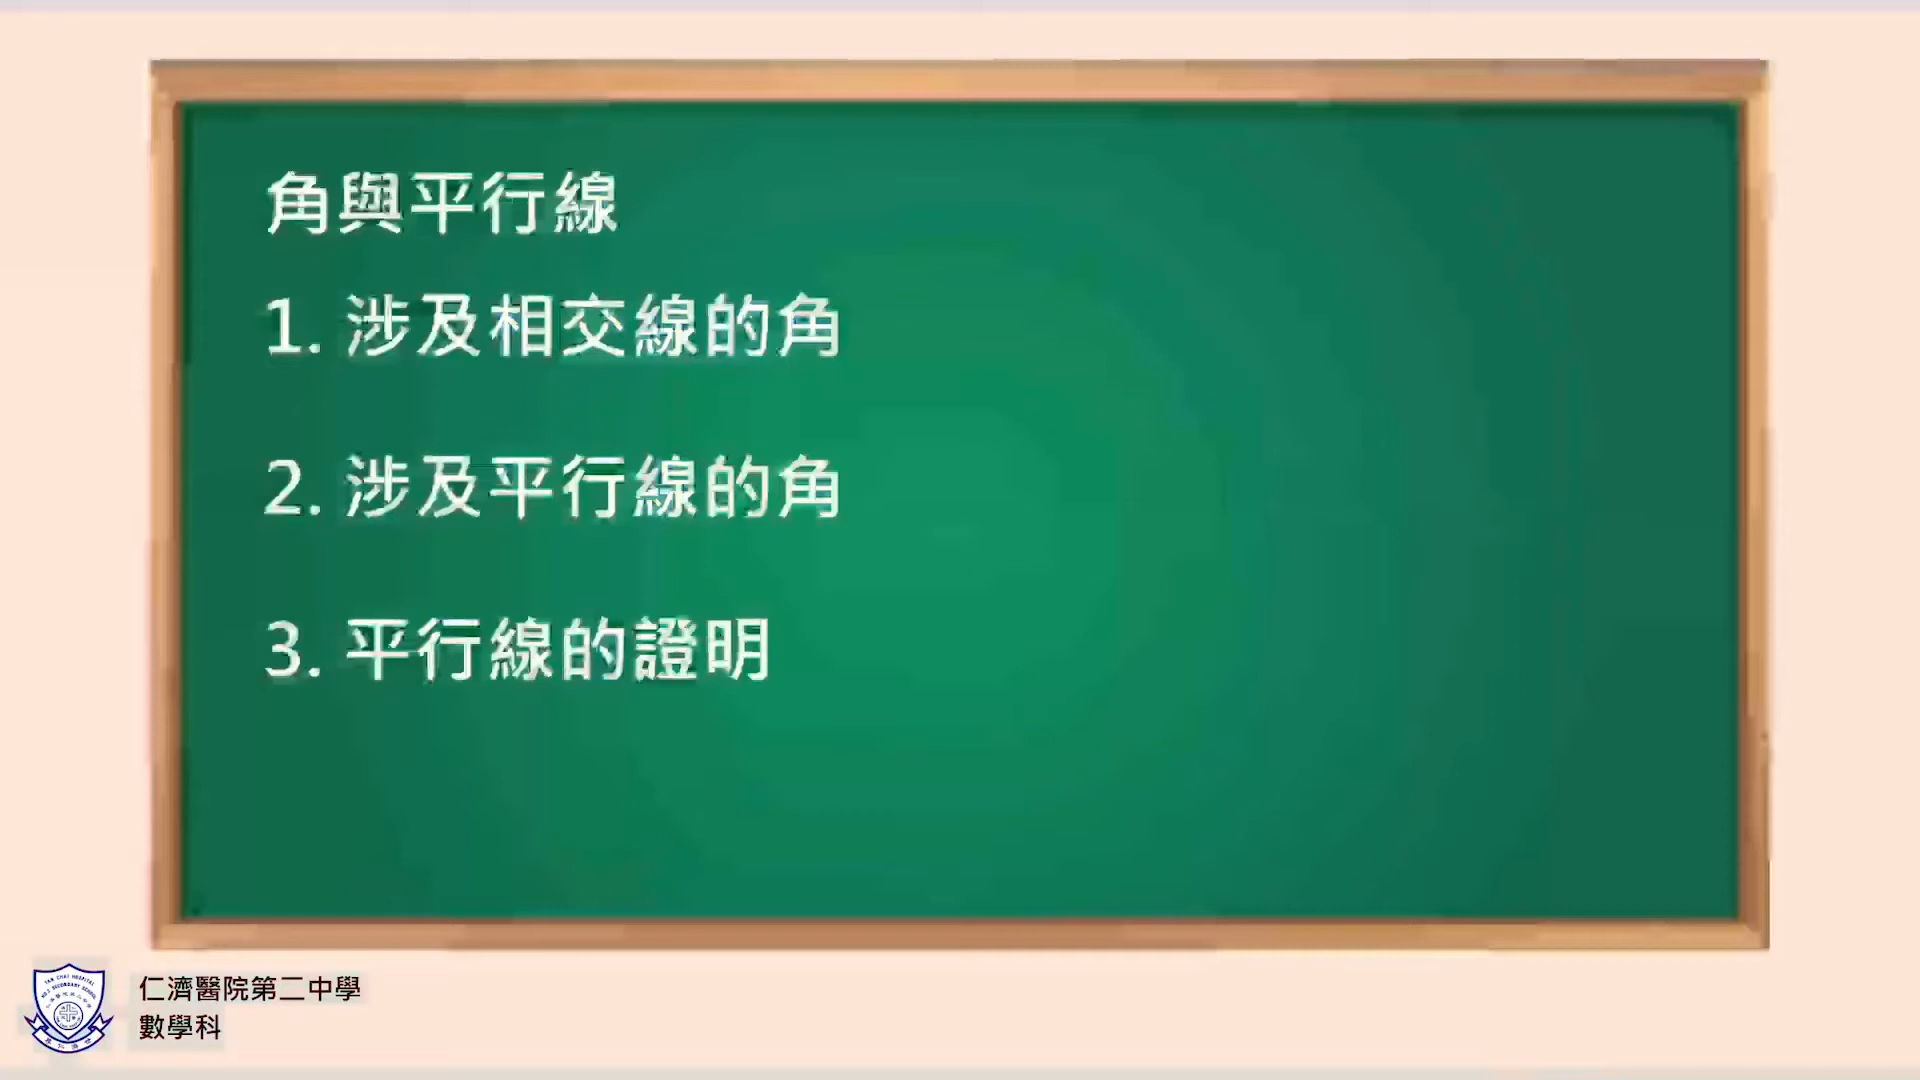 角與平行線
1. 涉及相交線的角
2. 涉及平行線的角
3. 平行線的證明
仁濟醫院第二中學
數學科